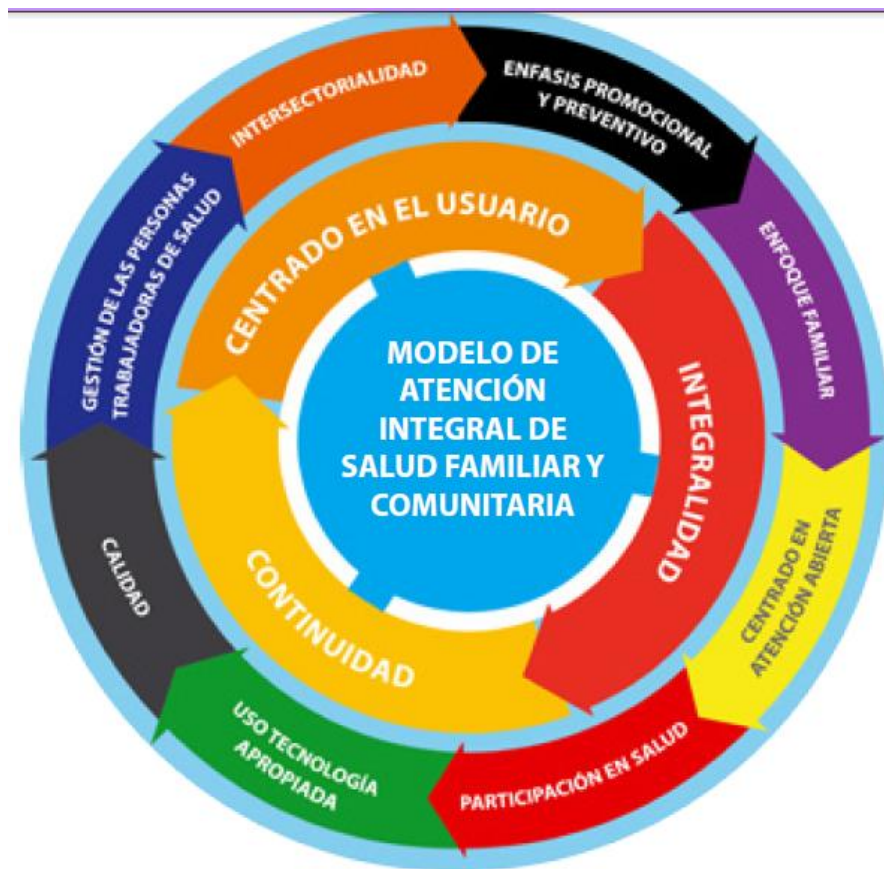 MODELO DE
ATENCIÓN
INTEGRAL DE
SALUD FAMILIAR Y
COMUNITARIA
CENTRADO EN EL USUARIO
INTEGRALIDAD
CONTINUIDAD
INTERSECTORIALIDAD
ENFASIS PROMOCIONAL
Y PREVENTIVO
ENFOQUE FAMILIAR
CENTRADO EN
ATENCIÓN ABIERTA
PARTICIPACIÓN EN SALUD
USO TECNOLOGÍA
APROPIADA
CALIDAD
GESTIÓN DE LAS PERSONAS
TRABAJADORAS DE SALUD